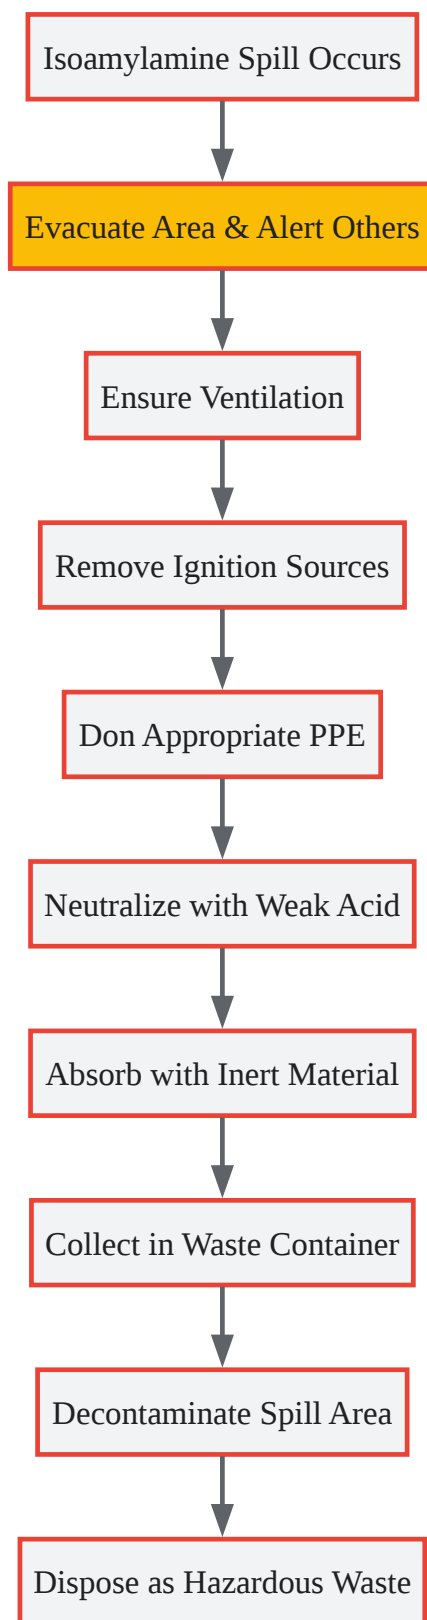 Isoamylamine Spill Occurs
Evacuate Area & Alert Others
Ensure Ventilation
Remove Ignition Sources
Don Appropriate PPE
Neutralize with Weak Acid
Absorb with Inert Material
Collect in Waste Container
Decontaminate Spill Area
Dispose as Hazardous Waste